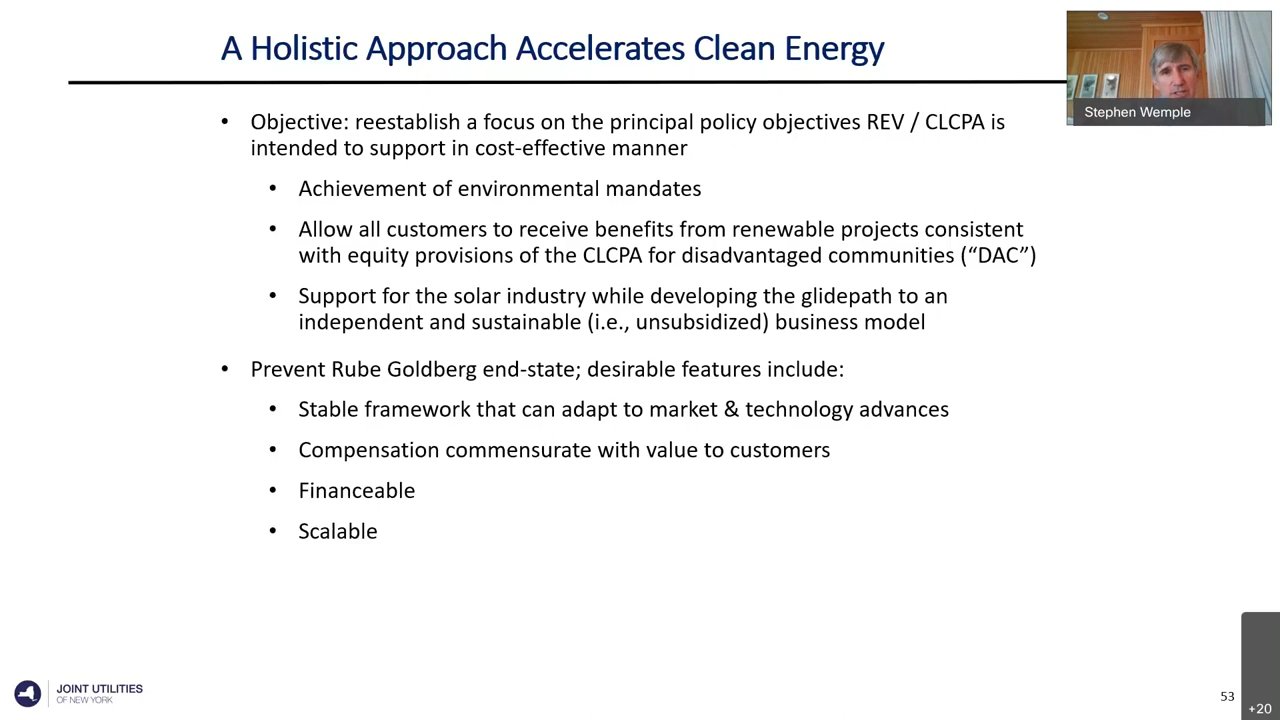 A Holistic Approach Accelerates Clean Energy
Stephen Wemple
• Objective: reestablish a focus on the principal policy objectives REV / CLCPA is
intended to support in cost-effective manner
• Achievement of environmental mandates
• Allow all customers to receive benefits from renewable projects consistent
with equity provisions of the CLCPA for disadvantaged communities (“DAC”)
• Support for the solar industry while developing the glidepath to an
independent and sustainable (i.e., unsubsidized) business model
• Prevent Rube Goldberg end-state; desirable features include:
• Stable framework that can adapt to market & technology advances
• Compensation commensurate with value to customers
• Financeable
• Scalable
JOINT UTILITIES
OF NEW YORK
53
+20